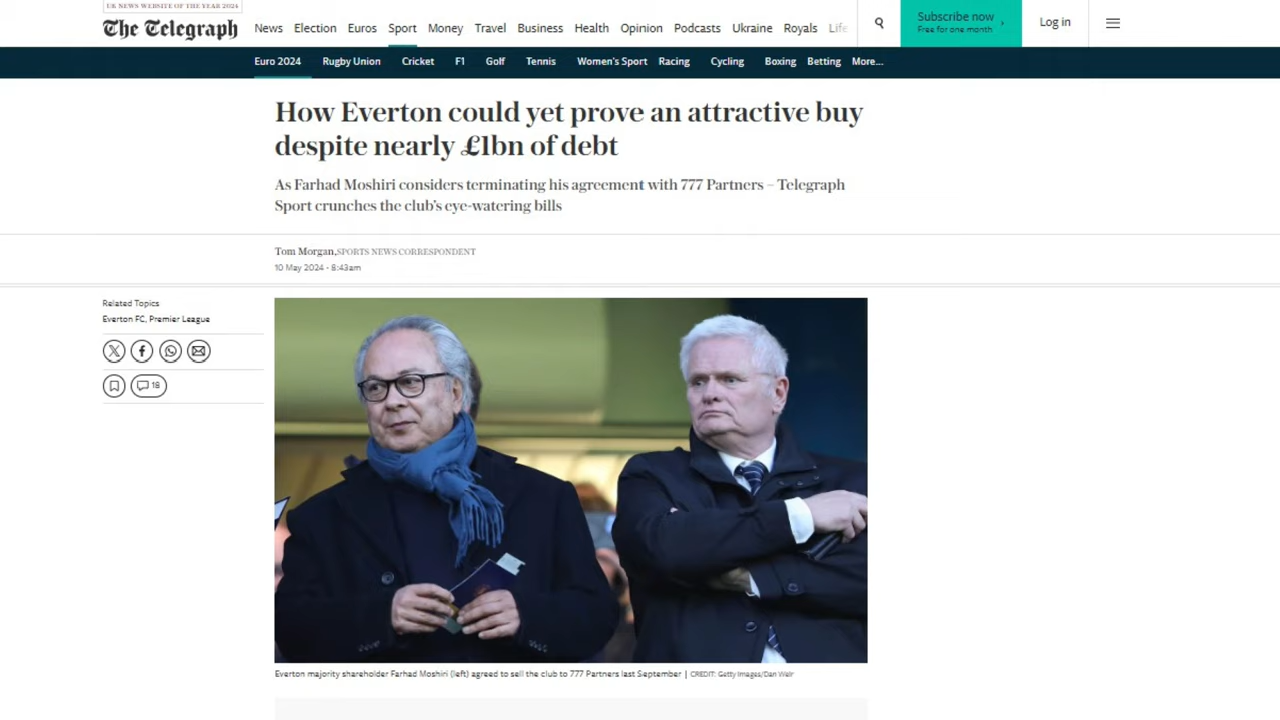 UK NEWS WEBSITE OF THE YEAR 2024
The Telegraph
News Election Euros Sport Money Travel Business Health Opinion Podcasts Ukraine Royals Life
Subscribe now
Free for one month
Log in
Euro 2024 Rugby Union Cricket F1 Golf Tennis Women's Sport Racing Cycling Boxing Betting More...
How Everton could yet prove an attractive buy
despite nearly £1bn of debt
As Farhad Moshiri considers terminating his agreement with 777 Partners – Telegraph
Sport crunches the club's eye-watering bills
Tom Morgan, SPORTS NEWS CORRESPONDENT
10 May 2024 • 8:43am
Related Topics
Everton FC, Premier League
18
Everton majority shareholder Farhad Moshiri (left) agreed to sell the club to 777 Partners last September | CREDIT: Getty Images/Dan Weir